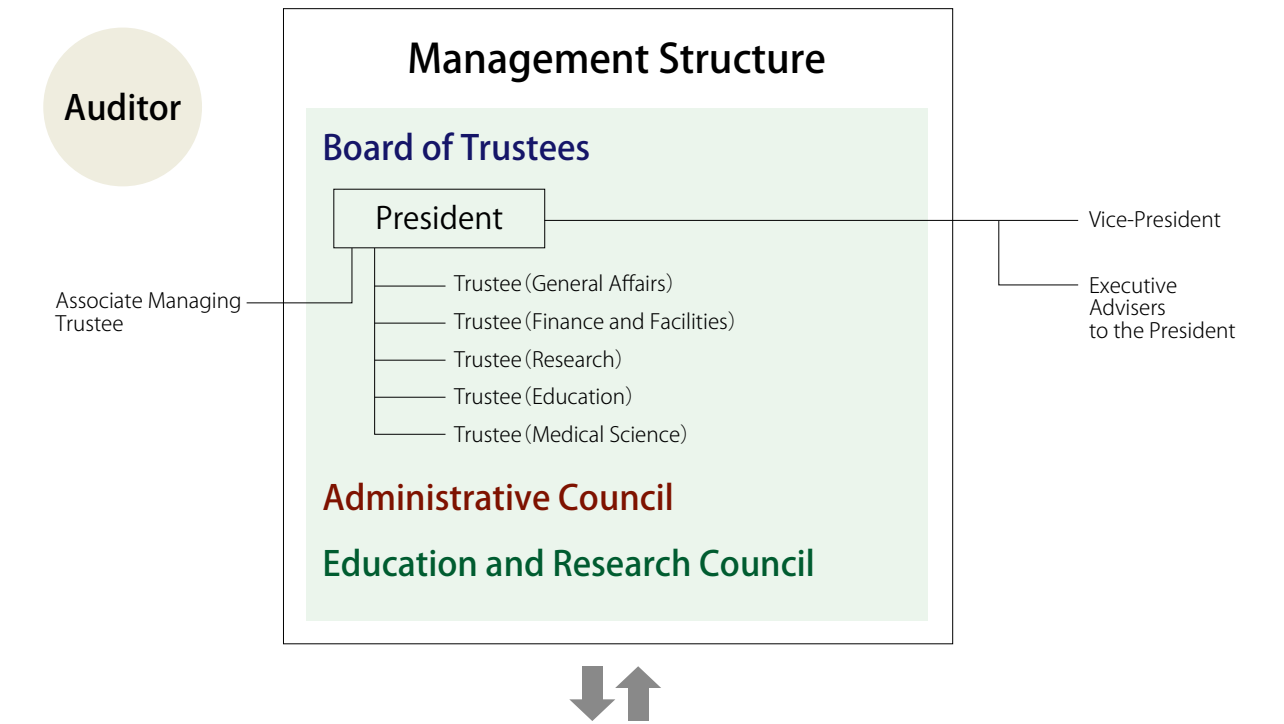 Management Structure
Auditor
Board of Trustees
President
Vice-President
Associate Managing
Trustee
Trustee（General Affairs）
Trustee（Finance and Facilities）
Trustee（Research）
Trustee（Education）
Trustee（Medical Science）
Executive
Advisers
to the President
Administrative Council
Education and Research Council